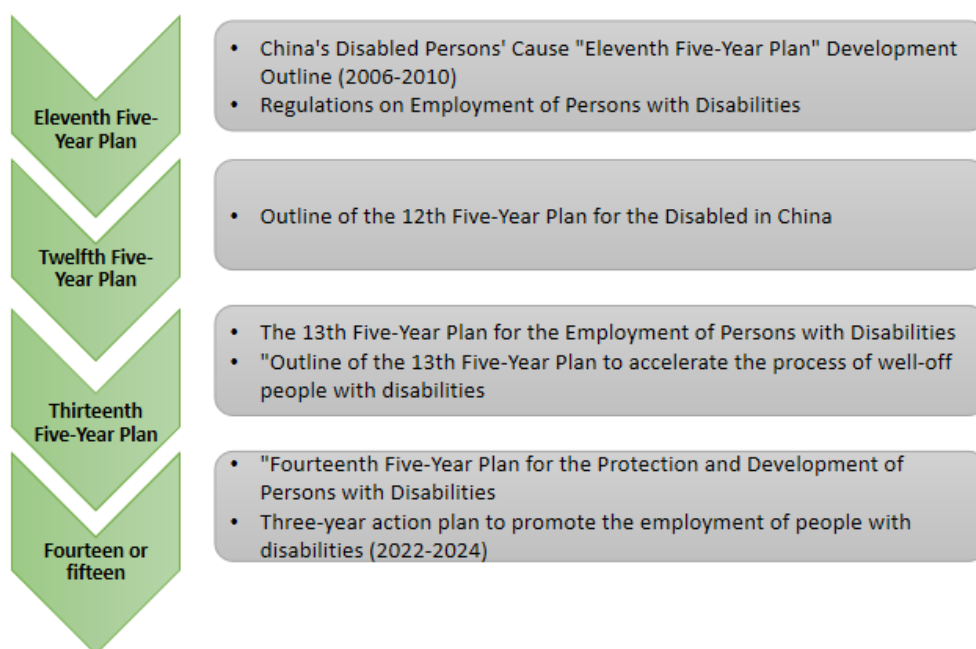 Eleventh Five-
Year Plan
• China's Disabled Persons' Cause "Eleventh Five-Year Plan" Development
Outline (2006-2010)
• Regulations on Employment of Persons with Disabilities
Twelfth Five-
Year Plan
• Outline of the 12th Five-Year Plan for the Disabled in China
Thirteenth
Five-Year Plan
• The 13th Five-Year Plan for the Employment of Persons with Disabilities
• "Outline of the 13th Five-Year Plan to accelerate the process of well-off
people with disabilities
Fourteen or
fifteen
• "Fourteenth Five-Year Plan for the Protection and Development of
Persons with Disabilities
• Three-year action plan to promote the employment of people with
disabilities (2022-2024)